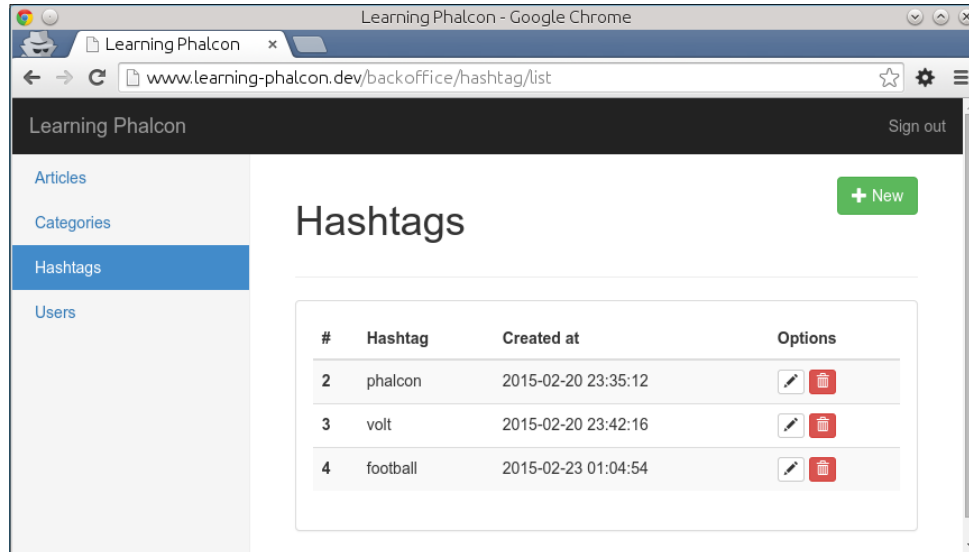 Learning Phalcon - Google Chrome
Learning Phalcon
www.learning-phalcon.dev/backoffice/hashtag/list
Learning Phalcon Sign out
Articles
Categories
Hashtags
Users
New
Hashtags
# Hashtag Created at Options
2 phalcon 2015-02-20 23:35:12
3 volt 2015-02-20 23:42:16
4 football 2015-02-23 01:04:54